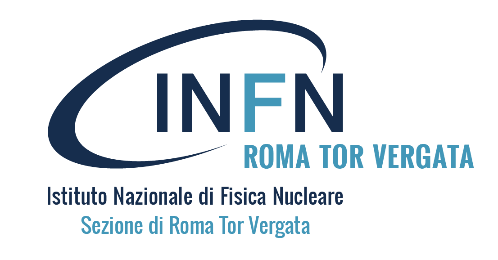 INFN
ROMA TOR VERGATA
Istituto Nazionale di Fisica Nucleare
Sezione di Roma Tor Vergata